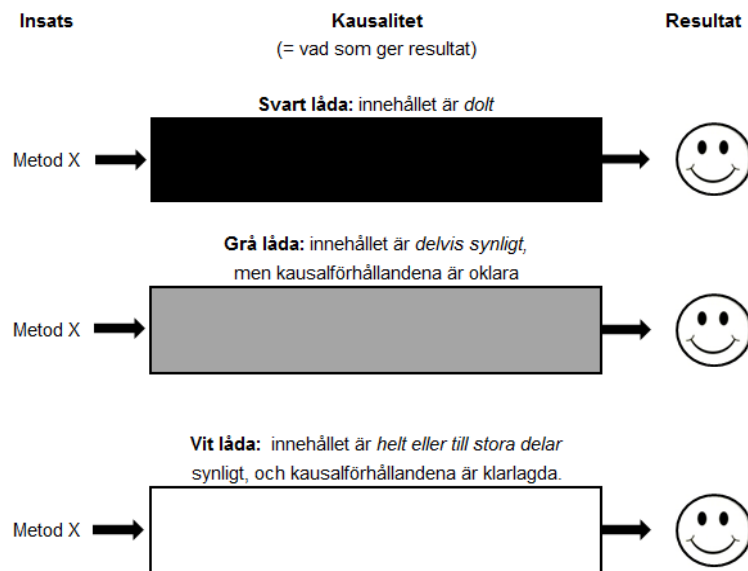 Insats
Kausalitet
Resultat
(= vad som ger resultat)
Svart låda: innehållet är dolt
Metod X
Grå låda: innehållet är delvis synligt,
men kausalförhållandena är oklara
Metod X
Vit låda: innehållet är helt eller till stora delar
synligt, och kausalförhållandena är klarlagda.
Metod X